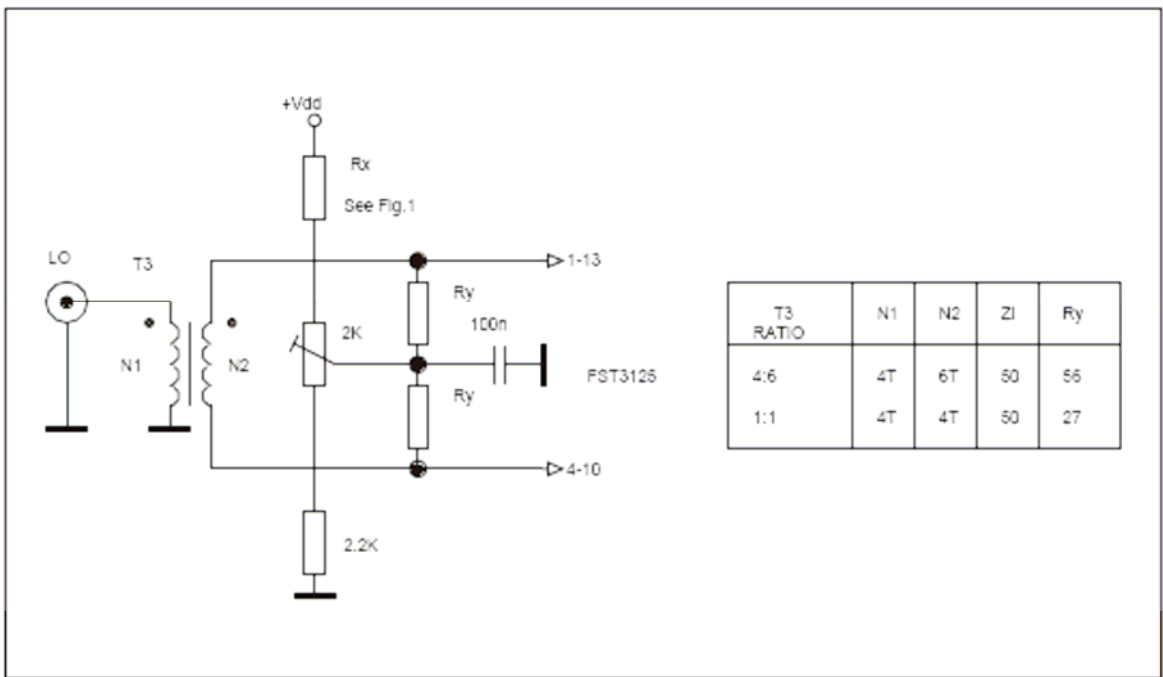 +Vdd
Rx
See Fig.1
LO
T3
1-13
Ry
100n
2K
N1
N2
FST3125
Ry
4-10
2.2K
T3 RATIO N1 N2 ZI Ry
4:6 4T 6T 50 56
1:1 4T 4T 50 27